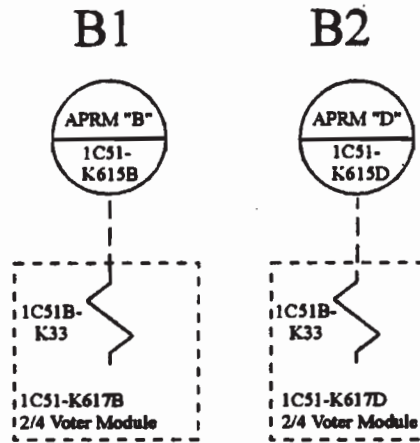 B1 B2
APRM "B" APRM "D"
1C51- 1C51-
K615B K615D
1C51B- 1C51B-
K33 K33
1C51-K617B 1C51-K617D
2/4 Voter Module 2/4 Voter Module